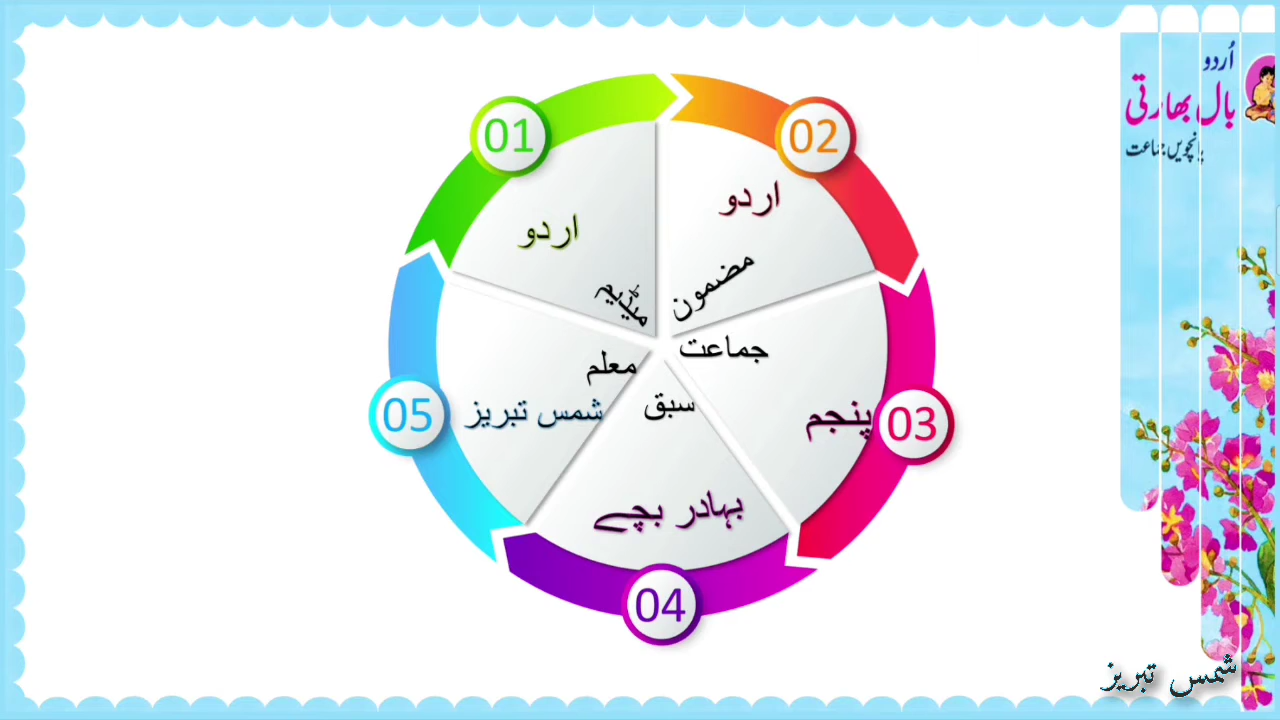 01
اردو
میڈیم
02
اردو
مضمون
03
جماعت
پنجم
04
سبق
بہادر بچے
05
معلم
شمس تبریز
اُردو
بال بھارتی
پانچویں جماعت
شمس تبریز